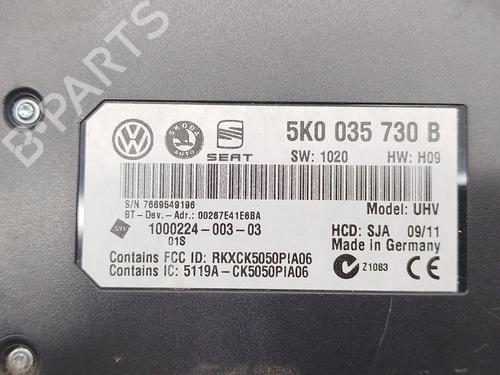 5K0 035 730 B
SKODA
AUTO
SEAT
SW: 1020 HW: H09
S/N 7669549196
BT-Dev.-Adr.: 00267E41E6BA
Model: UHV
1000224-003-03
01S
HCD: SJA 09/11
Made in Germany
Contains FCC ID: RKXCK5050PIA06
Contains IC: 5119A-CK5050PIA06
Z1083
CE
B-PARTS